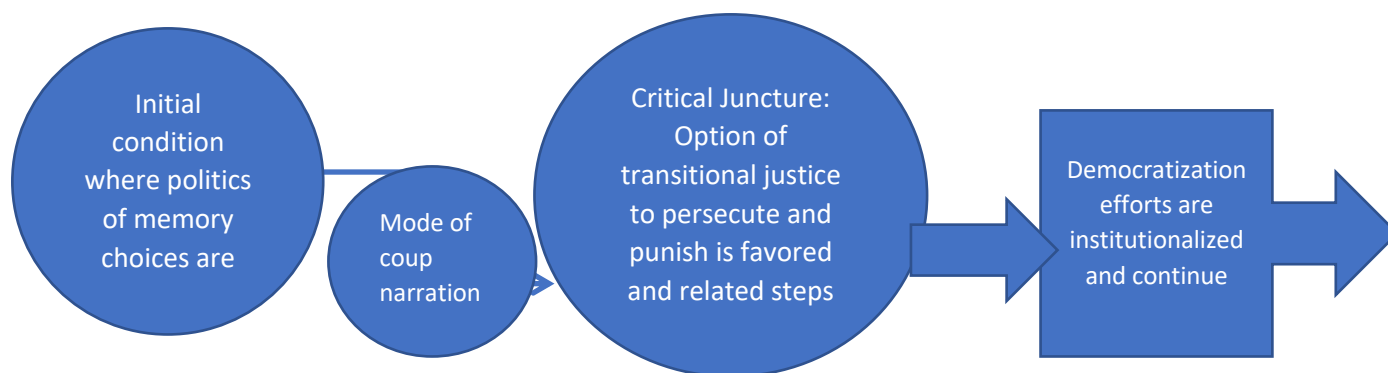 Initial
condition
where politics
of memory
choices are
Mode of
coup
narration
Critical Juncture:
Option of
transitional justice
to persecute and
punish is favored
and related steps
Democratization
efforts are
institutionalized
and continue